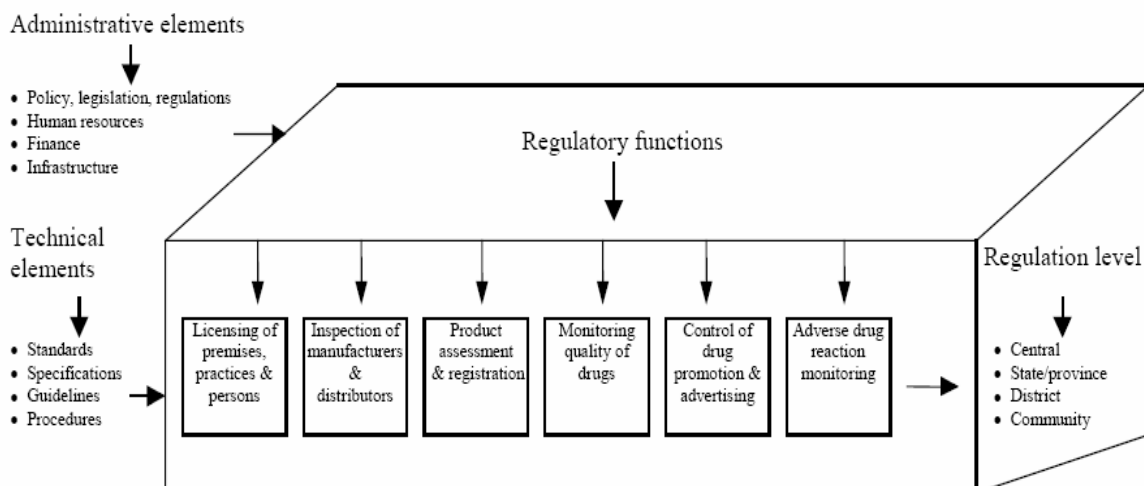 Administrative elements
• Policy, legislation, regulations
• Human resources
• Finance
• Infrastructure
Regulatory functions
Technical
elements
• Standards
• Specifications
• Guidelines
• Procedures
Licensing of
premises,
practices &
persons
Inspection of
manufacturers
&
distributors
Product
assessment
& registration
Monitoring
quality of
drugs
Control of
drug
promotion &
advertising
Adverse drug
reaction
monitoring
Regulation level
• Central
• State/province
• District
• Community